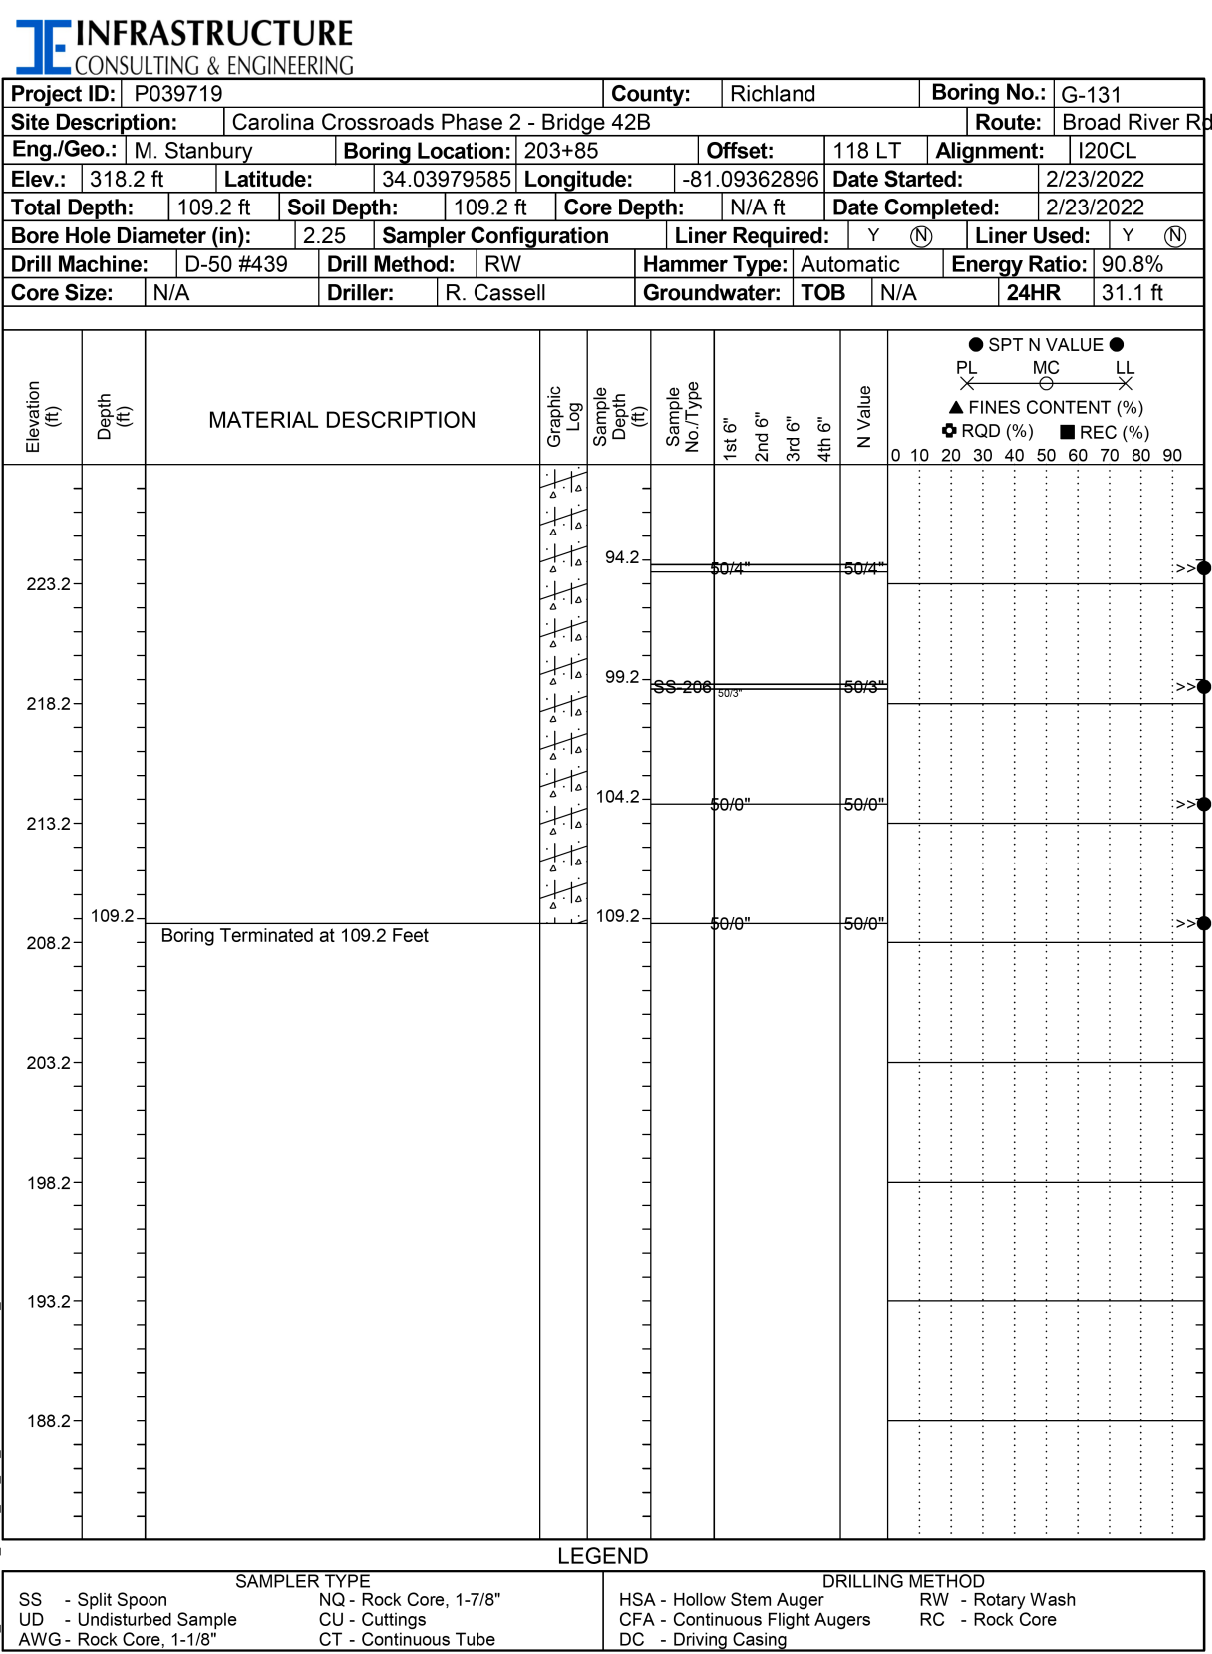 INFRASTRUCTURE
CONSULTING & ENGINEERING
Project ID: P039719 County: Richland Boring No.: G-131
Site Description: Carolina Crossroads Phase 2 - Bridge 42B Route: Broad River Rd
Eng./Geo.: M. Stanbury Boring Location: 203+85 Offset: 118 LT Alignment: I20CL
Elev.: 318.2 ft Latitude: 34.03979585 Longitude: -81.09362896 Date Started: 2/23/2022
Total Depth: 109.2 ft Soil Depth: 109.2 ft Core Depth: N/A ft Date Completed: 2/23/2022
Bore Hole Diameter (in): 2.25 Sampler Configuration Liner Required: Y N Liner Used: Y N
Drill Machine: D-50 #439 Drill Method: RW Hammer Type: Automatic Energy Ratio: 90.8%
Core Size: N/A Driller: R. Cassell Groundwater: TOB N/A 24HR 31.1 ft
Elevation (ft)
Depth (ft)
MATERIAL DESCRIPTION
Graphic Log
Sample Depth (ft)
Sample No./Type
1st 6"
2nd 6"
3rd 6"
4th 6"
N Value
● SPT N VALUE ●
PL MC LL
▲ FINES CONTENT (%)
RQD (%) ■ REC (%)
0 10 20 30 40 50 60 70 80 90
94.2 50/4" 50/4" >>
223.2
99.2 SS-206 50/3" 50/3" >>
218.2
104.2 50/0" 50/0" >>
213.2
109.2 109.2 50/0" 50/0" >>
Boring Terminated at 109.2 Feet
208.2
203.2
198.2
193.2
188.2
LEGEND
SAMPLER TYPE DRILLING METHOD
SS - Split Spoon NQ - Rock Core, 1-7/8" HSA - Hollow Stem Auger RW - Rotary Wash
UD - Undisturbed Sample CU - Cuttings CFA - Continuous Flight Augers RC - Rock Core
AWG - Rock Core, 1-1/8" CT - Continuous Tube DC - Driving Casing